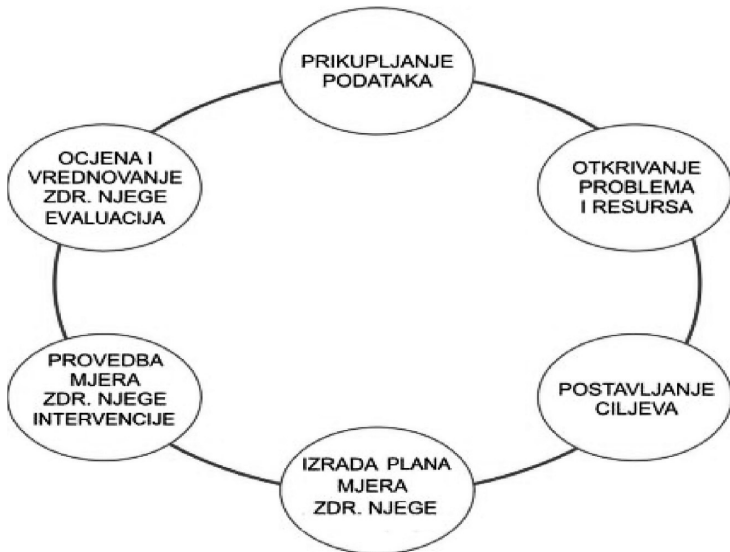 PRIKUPLJANJE
PODATAKA
OTKRIVANJE
PROBLEMA
I RESURSA
POSTAVLJANJE
CILJEVA
IZRADA PLANA
MJERA
ZDR. NJEGE
PROVEDBA
MJERA
ZDR. NJEGE
INTERVENCIJE
OCJENA I
VREDNOVANJE
ZDR. NJEGE
EVALUACIJA